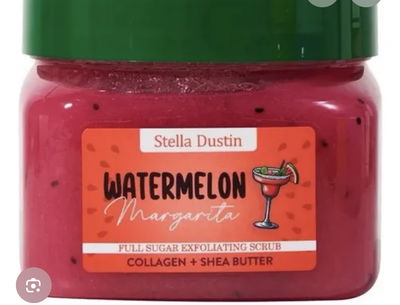 Stella Dustin
WATERMELON
Margarita
FULL SUGAR EXFOLIATING SCRUB
COLLAGEN + SHEA BUTTER